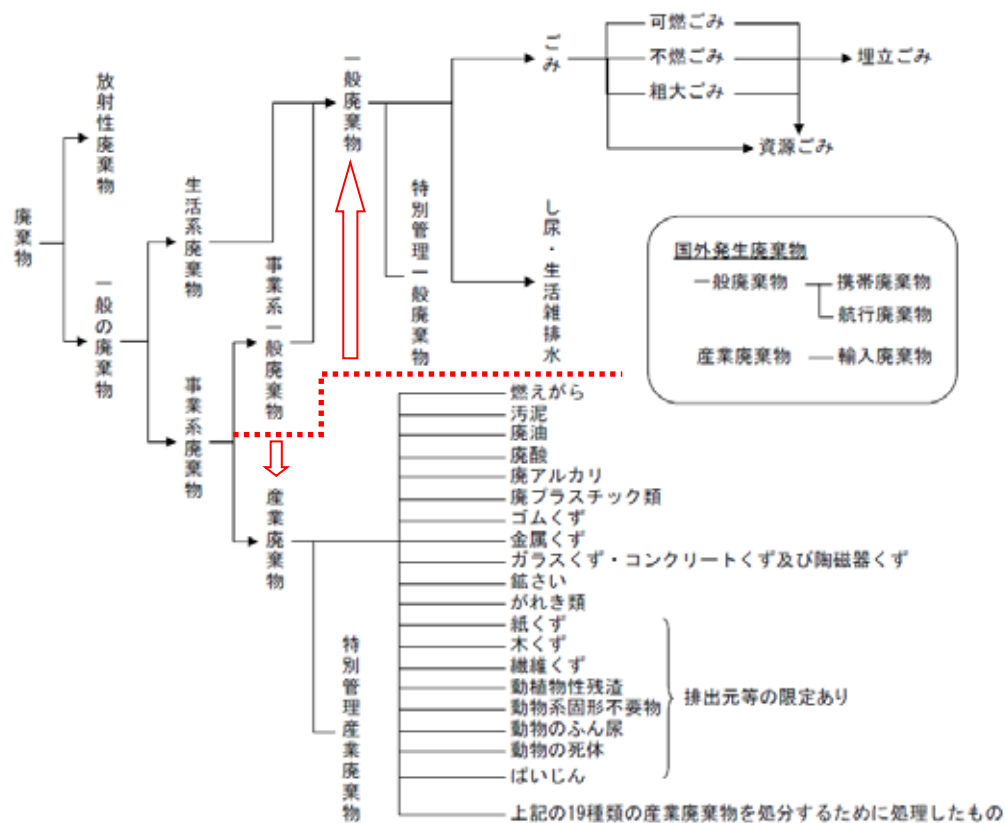 廃棄物
放射性廃棄物
一般の廃棄物
生活系廃棄物
事業系廃棄物
事業系一般廃棄物
産業廃棄物
一般廃棄物
特別管理一般廃棄物
特別管理産業廃棄物
ごみ
し尿・生活雑排水
可燃ごみ
不燃ごみ
粗大ごみ
埋立ごみ
資源ごみ
国外発生廃棄物
一般廃棄物
携帯廃棄物
航行廃棄物
産業廃棄物
輸入廃棄物
燃えがら
汚泥
廃油
廃酸
廃アルカリ
廃プラスチック類
ゴムくず
金属くず
ガラスくず・コンクリートくず及び陶磁器くず
鉱さい
がれき類
紙くず
木くず
繊維くず
動植物性残渣
動物系固形不要物
動物のふん尿
動物の死体
ばいじん
排出元等の限定あり
上記の19種類の産業廃棄物を処分するために処理したもの